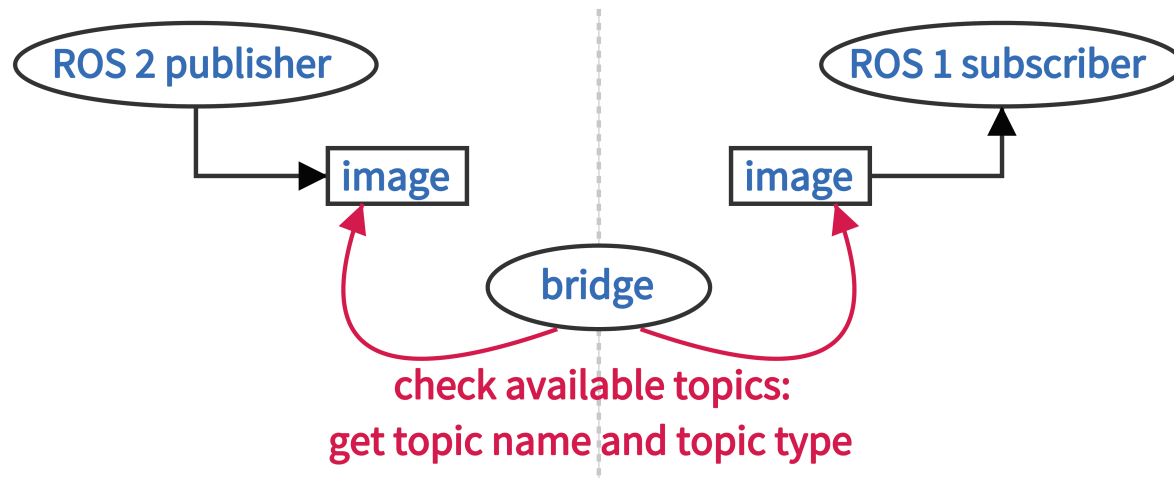 ROS 2 publisher
ROS 1 subscriber
image
image
bridge
check available topics:
get topic name and topic type